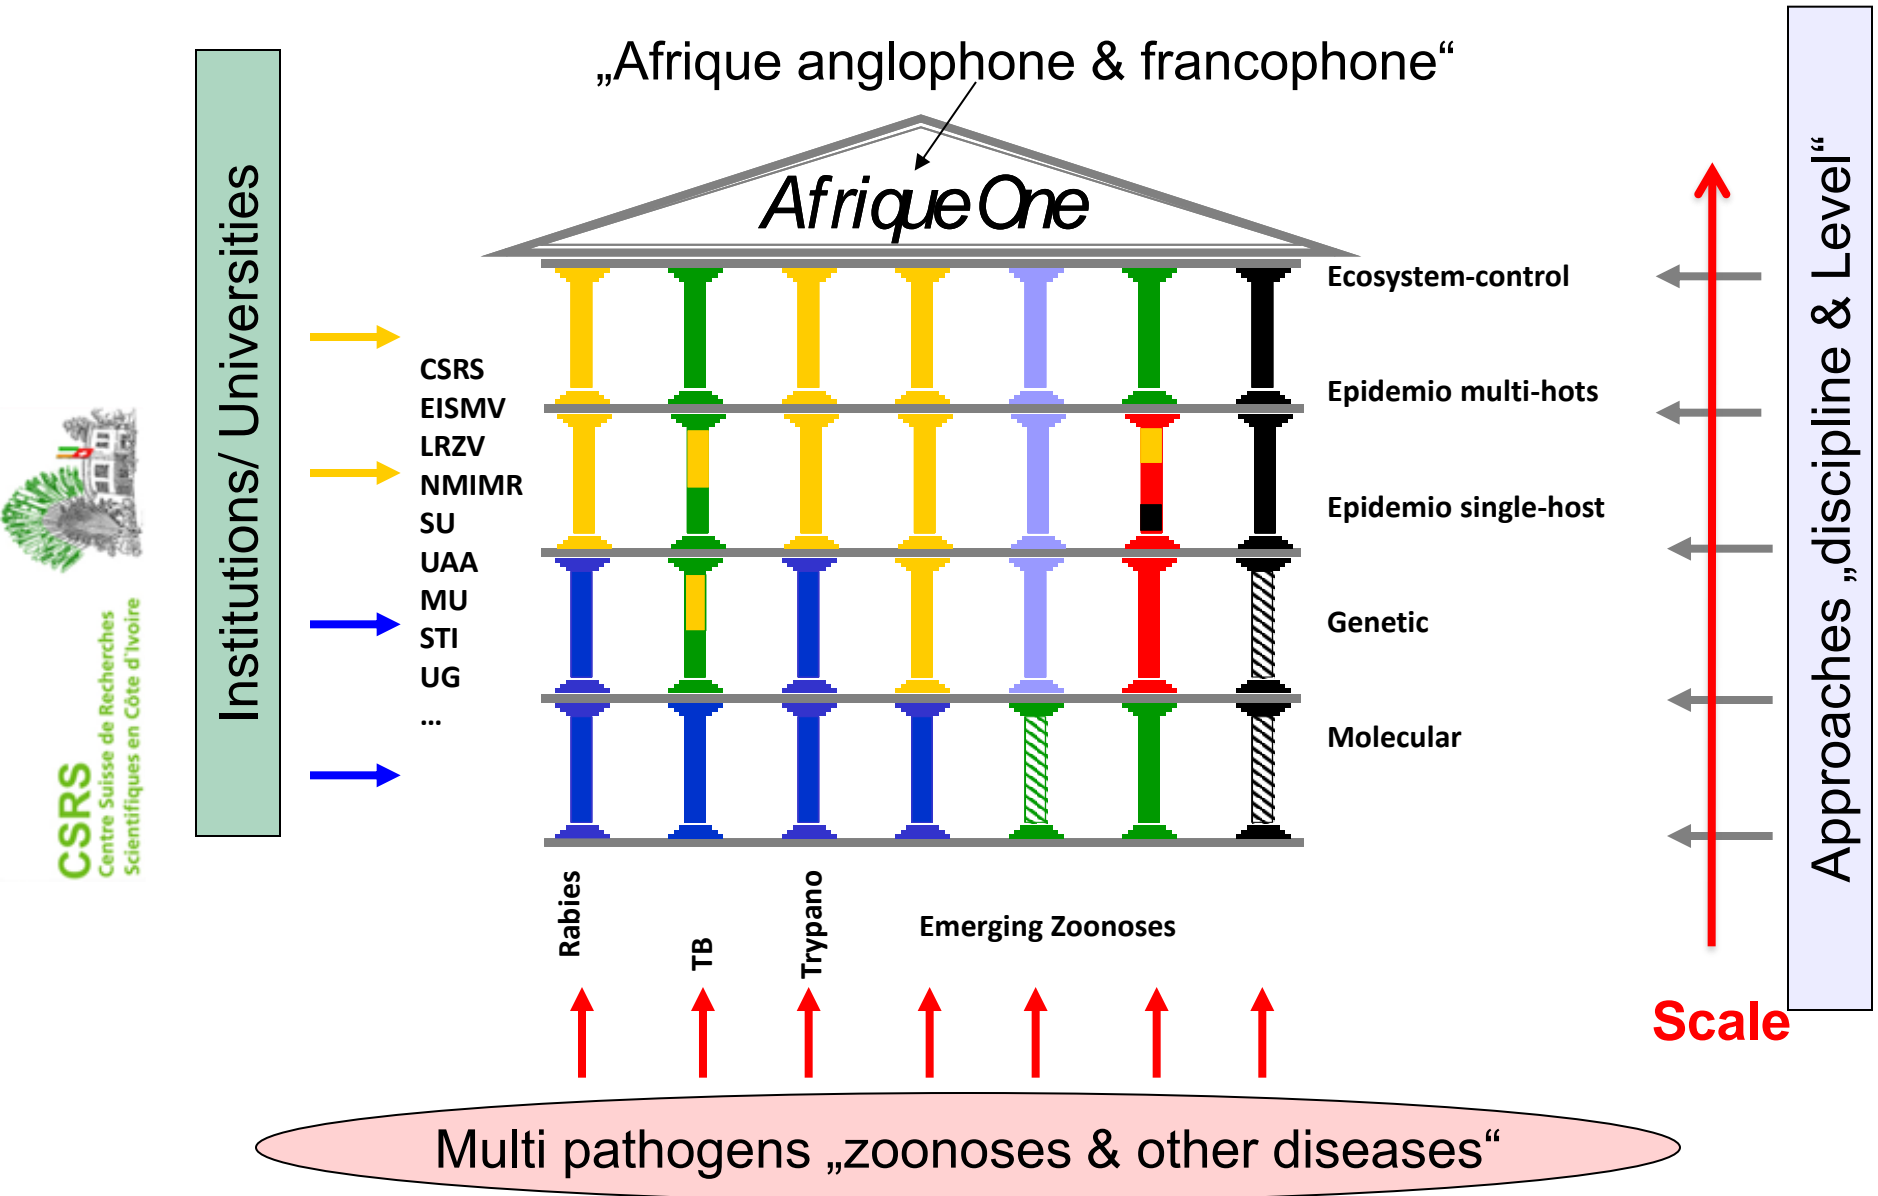 „Afrique anglophone & francophone“
AfriqueOne
Institutions/ Universities
CSRS
EISMV
LRZV
NMIMR
SU
UAA
MU
STI
UG
...
Ecosystem-control
Epidemio multi-hots
Epidemio single-host
Genetic
Molecular
Approaches „discipline & Level”
Scale
Rabies
TB
Trypano
Emerging Zoonoses
Multi pathogens „zoonoses & other diseases“
CSRS
Centre Suisse de Recherches
Scientifiques en Côte d'Ivoire